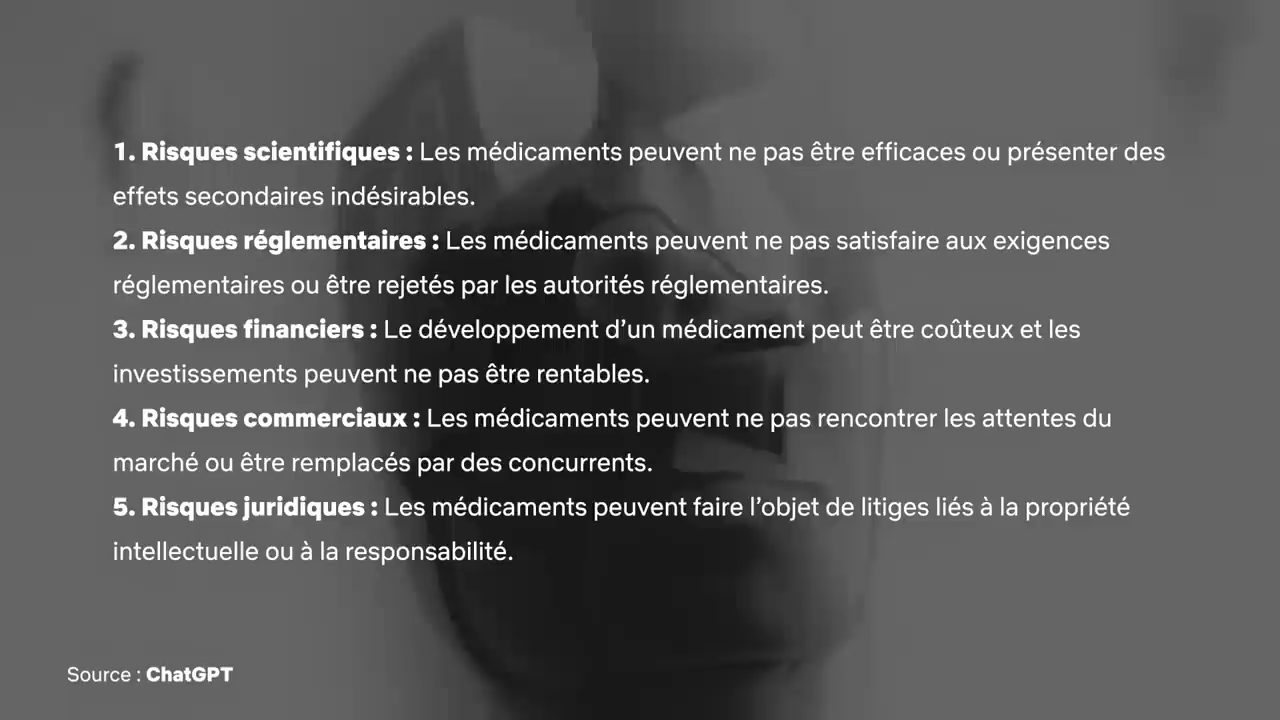 1. Risques scientifiques : Les médicaments peuvent ne pas être efficaces ou présenter des
effets secondaires indésirables.
2. Risques réglementaires : Les médicaments peuvent ne pas satisfaire aux exigences
réglementaires ou être rejetés par les autorités réglementaires.
3. Risques financiers : Le développement d’un médicament peut être coûteux et les
investissements peuvent ne pas être rentables.
4. Risques commerciaux : Les médicaments peuvent ne pas rencontrer les attentes du
marché ou être remplacés par des concurrents.
5. Risques juridiques : Les médicaments peuvent faire l’objet de litiges liés à la propriété
intellectuelle ou à la responsabilité.
Source : ChatGPT